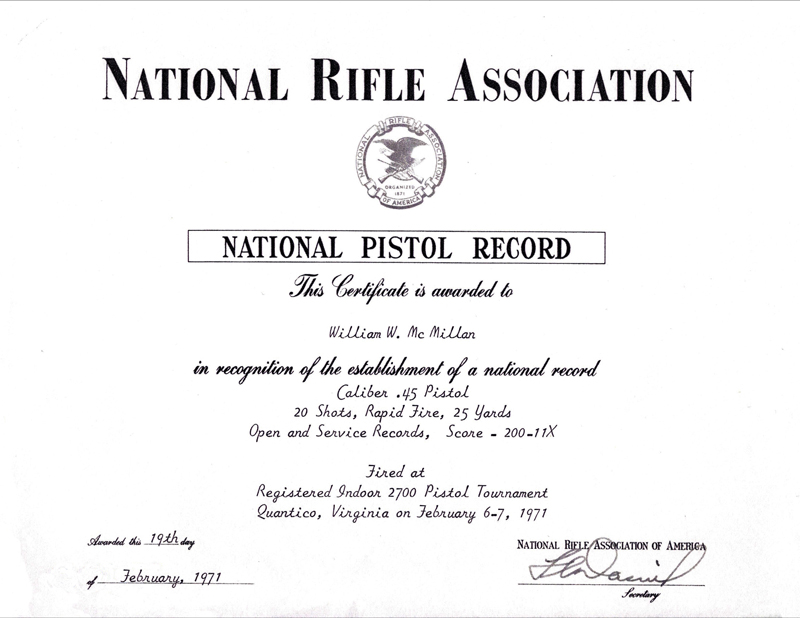 NATIONAL RIFLE ASSOCIATION
NATIONAL RIFLE ASSOCIATION
ORGANIZED
1871
OF AMERICA
NATIONAL PISTOL RECORD
This Certificate is awarded to
William W. Mc Millan
in recognition of the establishment of a national record
Caliber .45 Pistol
20 Shots, Rapid Fire, 25 Yards
Open and Service Records, Score - 200-11X
Fired at
Registered Indoor 2700 Pistol Tournament
Quantico, Virginia on February 6-7, 1971
Awarded this 19th day
of February, 1971
NATIONAL RIFLE ASSOCIATION OF AMERICA
Secretary